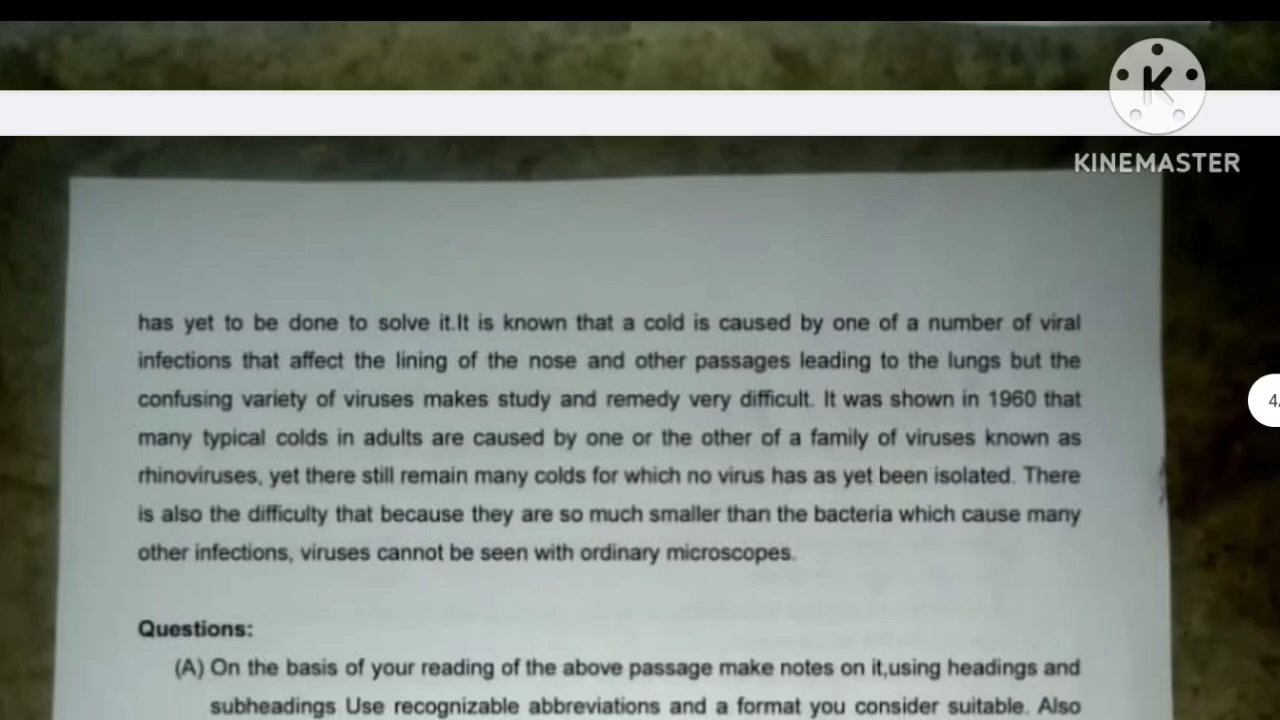 K
KINEMASTER
has yet to be done to solve it.It is known that a cold is caused by one of a number of viral
infections that affect the lining of the nose and other passages leading to the lungs but the
confusing variety of viruses makes study and remedy very difficult. It was shown in 1960 that
many typical colds in adults are caused by one or the other of a family of viruses known as
rhinoviruses, yet there still remain many colds for which no virus has as yet been isolated. There
is also the difficulty that because they are so much smaller than the bacteria which cause many
other infections, viruses cannot be seen with ordinary microscopes.
4/
Questions:
(A) On the basis of your reading of the above passage make notes on it,using headings and
subheadings Use recognizable abbreviations and a format you consider suitable. Also